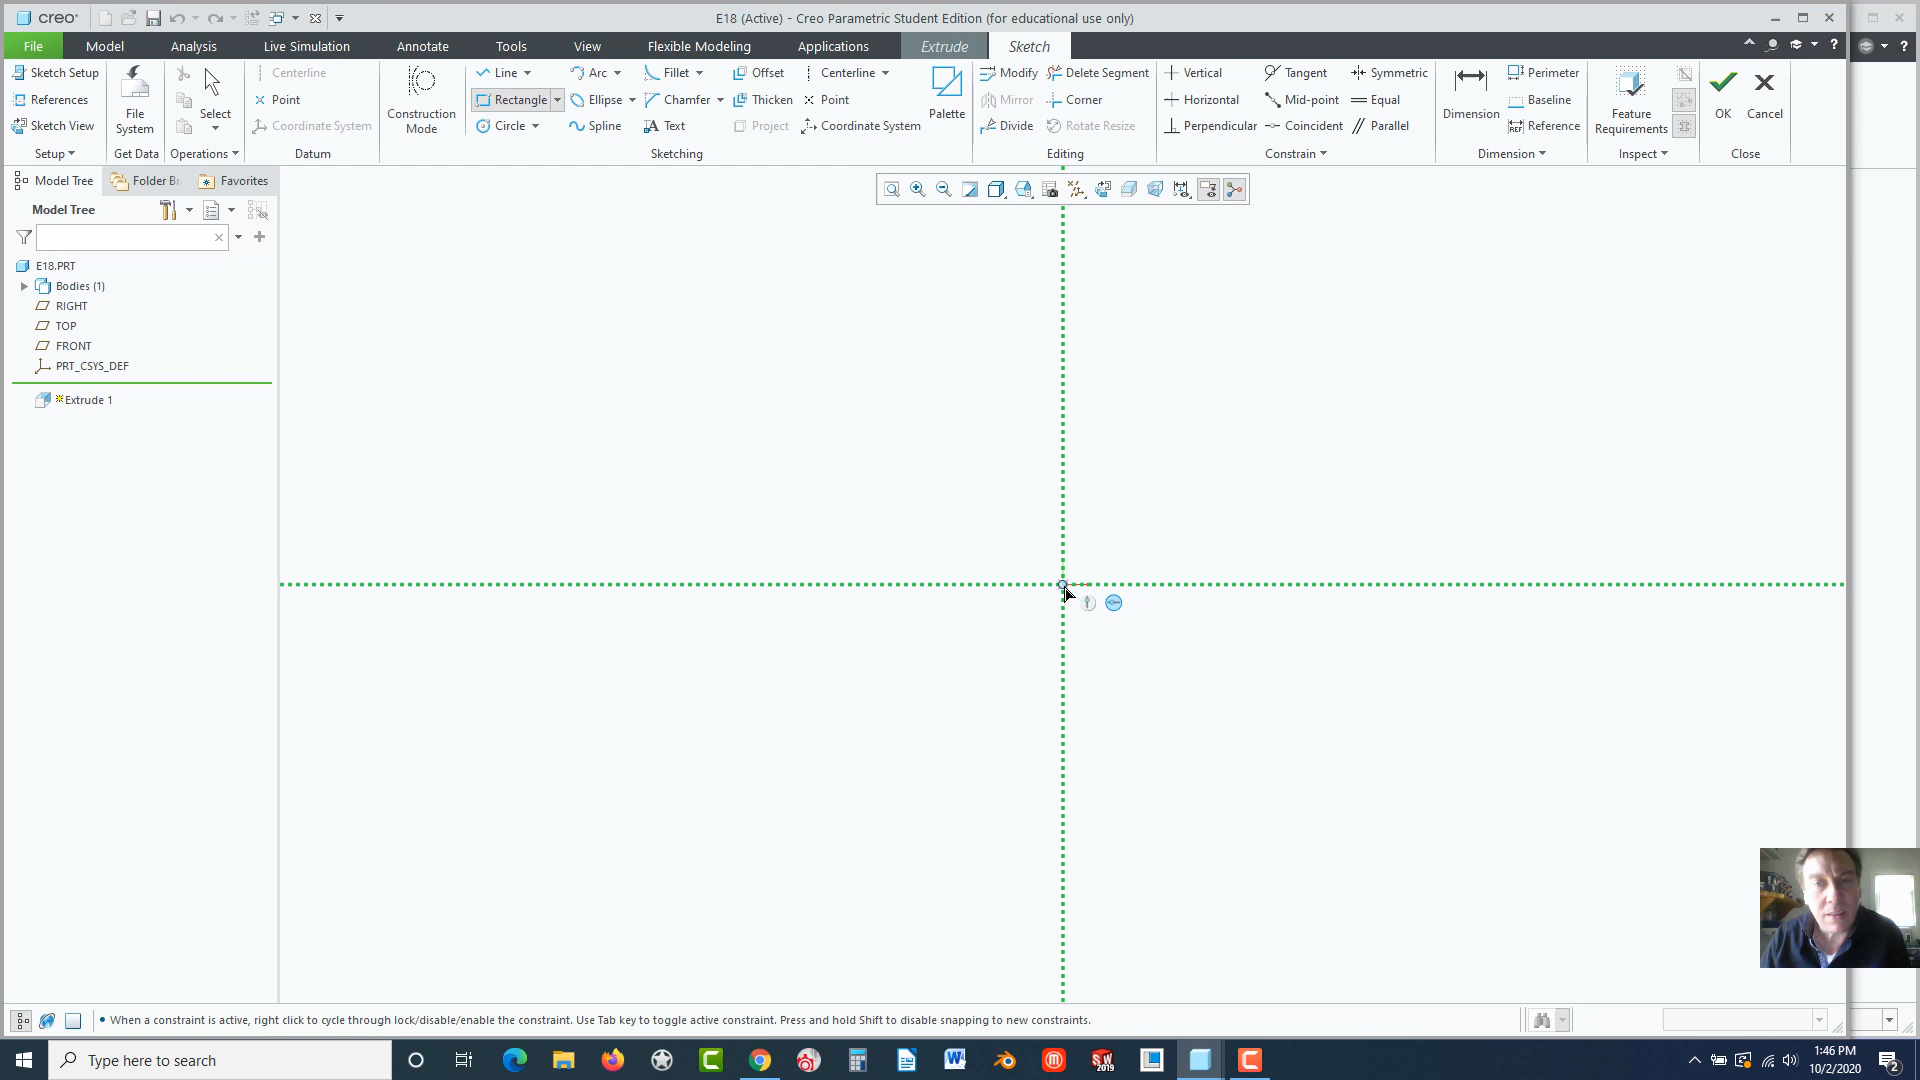 creo
E18 (Active) - Creo Parametric Student Edition (for educational use only)
File Model Analysis Live Simulation Annotate Tools View Flexible Modeling Applications Extrude Sketch
Sketch Setup
References
Sketch View
Setup
File System
Get Data
Select
Operations
Centerline
Point
Coordinate System
Datum
Construction Mode
Line Arc Fillet Offset Centerline
Rectangle Ellipse Chamfer Thicken Point
Circle Spline Text Project Coordinate System
Palette
Sketching
Modify Delete Segment
Mirror Corner
Divide Rotate Resize
Editing
Vertical Tangent Symmetric
Horizontal Mid-point Equal
Perpendicular Coincident Parallel
Constrain
Dimension
Perimeter
Baseline
Reference
Dimension
Feature Requirements
Inspect
OK Cancel
Close
Model Tree Folder Br Favorites
Model Tree
E18.PRT
Bodies (1)
RIGHT
TOP
FRONT
PRT_CSYS_DEF
Extrude 1
When a constraint is active, right click to cycle through lock/disable/enable the constraint. Use Tab key to toggle active constraint. Press and hold Shift to disable snapping to new constraints.
Type here to search
SW
2019
1:46 PM
10/2/2020
2